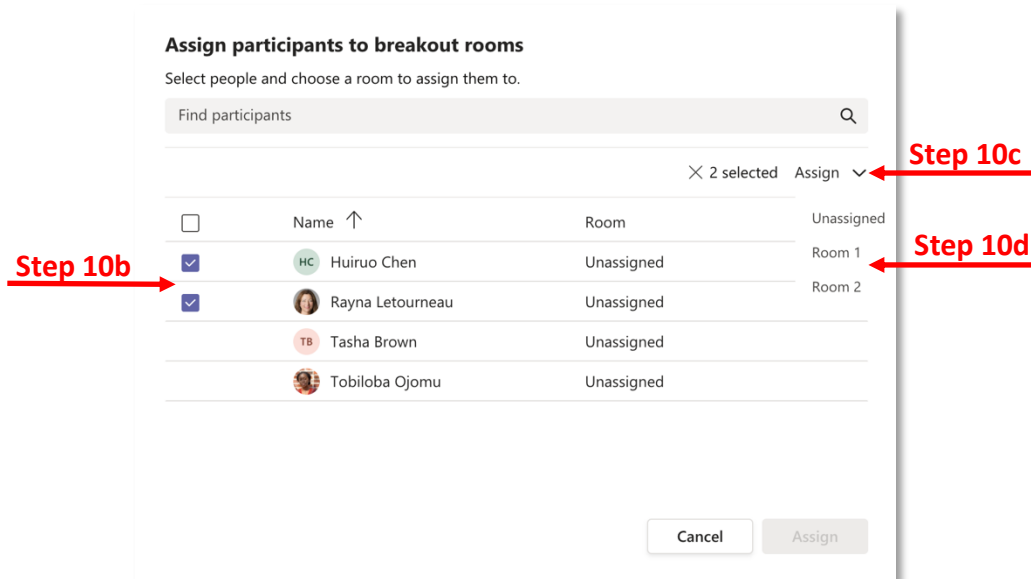 Assign participants to breakout rooms
Select people and choose a room to assign them to.
Find participants
Step 10c
2 selected Assign
Name Room Unassigned
Step 10d
Room 1
Step 10b
HC Huiruo Chen Unassigned
Room 2
Rayna Letourneau Unassigned
TB Tasha Brown Unassigned
Tobiloba Ojomu Unassigned
Cancel Assign